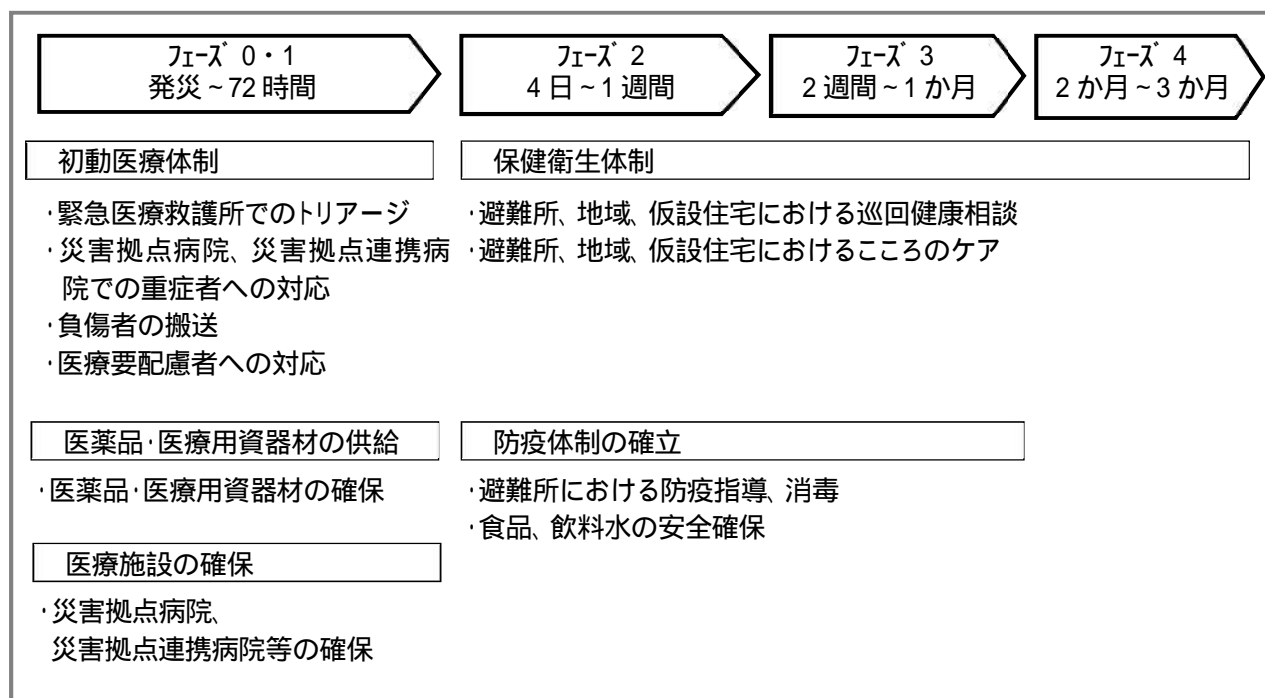 ﾌｪｰｽﾞ 0・1
発災~72時間
ﾌｪｰｽﾞ 2
4日~1週間
ﾌｪｰｽﾞ 3
2週間~1か月
ﾌｪｰｽﾞ 4
2か月~3か月
初動医療体制
・緊急医療救護所でのﾄﾘｱｰｼﾞ
・災害拠点病院、災害拠点連携病
院での重症者への対応
・負傷者の搬送
・医療要配慮者への対応
保健衛生体制
・避難所、地域、仮設住宅における巡回健康相談
・避難所、地域、仮設住宅におけるこころのケア
医薬品・医療用資器材の供給
・医薬品・医療用資器材の確保
防疫体制の確立
・避難所における防疫指導、消毒
・食品、飲料水の安全確保
医療施設の確保
・災害拠点病院、
災害拠点連携病院等の確保